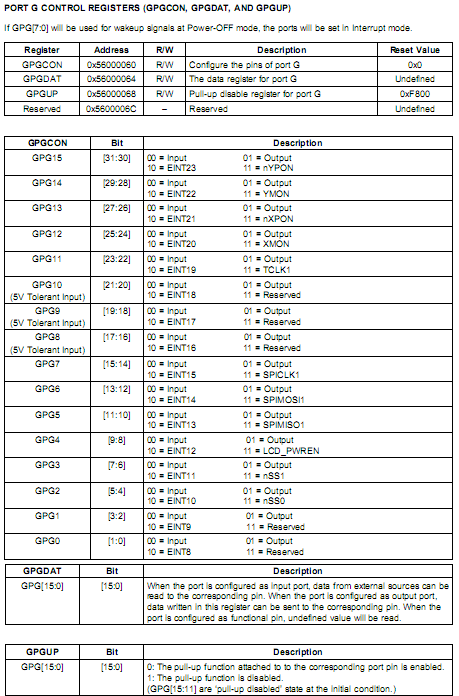 PORT G CONTROL REGISTERS (GPGCON, GPGDAT, AND GPGUP)
If GPG[7:0] will be used for wakeup signals at Power-OFF mode, the ports will be set in Interrupt mode.
Register Address R/W Description Reset Value
GPGCON 0x56000060 R/W Configure the pins of port G 0x0
GPGDAT 0x56000064 R/W The data register for port G Undefined
GPGUP 0x56000068 R/W Pull-up disable register for port G 0xF800
Reserved 0x5600006C – Reserved Undefined
GPGCON Bit Description
GPG15 [31:30] 00 = Input 01 = Output
10 = EINT23 11 = nYPON
GPG14 [29:28] 00 = Input 01 = Output
10 = EINT22 11 = YMON
GPG13 [27:26] 00 = Input 01 = Output
10 = EINT21 11 = nXPON
GPG12 [25:24] 00 = Input 01 = Output
10 = EINT20 11 = XMON
GPG11 [23:22] 00 = Input 01 = Output
10 = EINT19 11 = TCLK1
GPG10 [21:20] 00 = Input 01 = Output
(5V Tolerant Input) 10 = EINT18 11 = Reserved
GPG9 [19:18] 00 = Input 01 = Output
(5V Tolerant Input) 10 = EINT17 11 = Reserved
GPG8 [17:16] 00 = Input 01 = Output
(5V Tolerant Input) 10 = EINT16 11 = Reserved
GPG7 [15:14] 00 = Input 01 = Output
10 = EINT15 11 = SPICLK1
GPG6 [13:12] 00 = Input 01 = Output
10 = EINT14 11 = SPIMOSI1
GPG5 [11:10] 00 = Input 01 = Output
10 = EINT13 11 = SPIMISO1
GPG4 [9:8] 00 = Input 01 = Output
10 = EINT12 11 = LCD_PWREN
GPG3 [7:6] 00 = Input 01 = Output
10 = EINT11 11 = nSS1
GPG2 [5:4] 00 = Input 01 = Output
10 = EINT10 11 = nSS0
GPG1 [3:2] 00 = Input 01 = Output
10 = EINT9 11 = Reserved
GPG0 [1:0] 00 = Input 01 = Output
10 = EINT8 11 = Reserved
GPGDAT Bit Description
GPG[15:0] [15:0] When the port is configured as input port, data from external sources can be
read to the corresponding pin. When the port is configured as output port,
data written in this register can be sent to the corresponding pin. When the
port is configured as functional pin, undefined value will be read.
GPGUP Bit Description
GPG[15:0] [15:0] 0: The pull-up function attached to to the corresponding port pin is enabled.
1: The pull-up function is disabled.
(GPG[15:11] are 'pull-up disabled' state at the initial condition.)